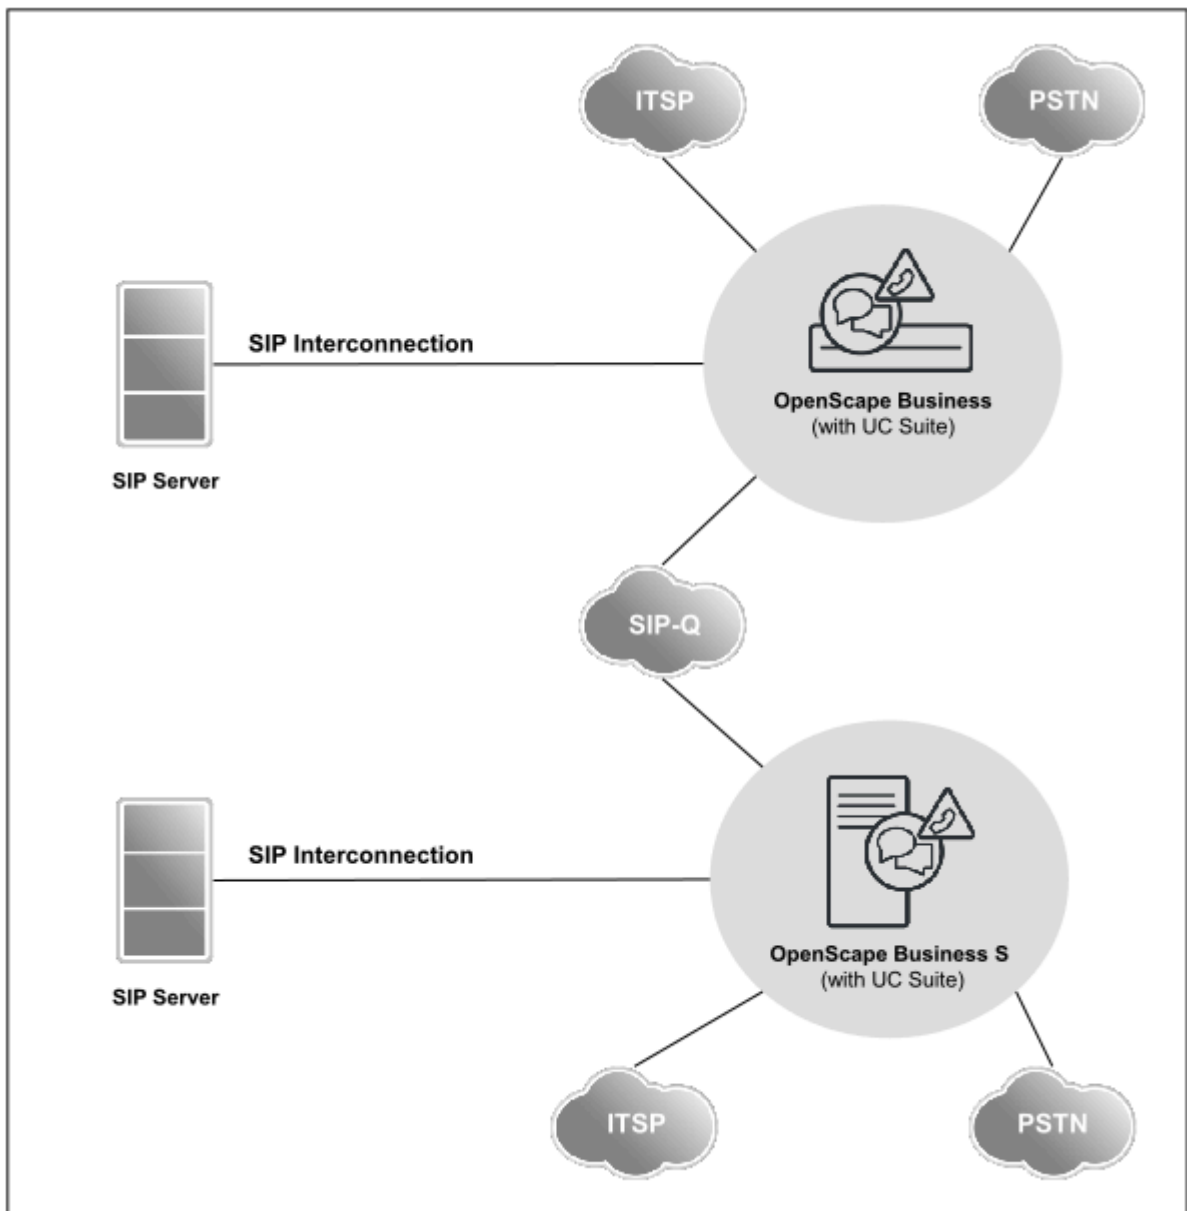 ITSP
PSTN
SIP Interconnection
OpenScape Business
(with UC Suite)
SIP Server
SIP-Q
SIP Interconnection
OpenScape Business S
(with UC Suite)
SIP Server
ITSP
PSTN